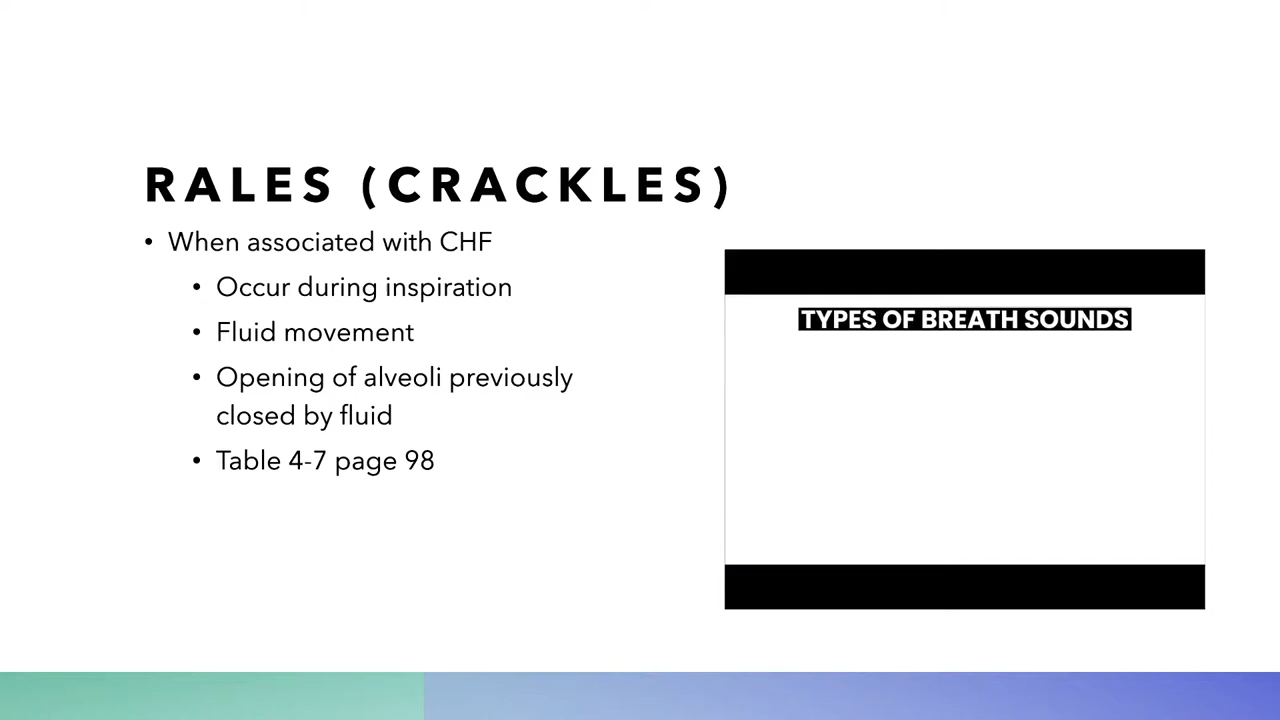 RALES (CRACKLES)
• When associated with CHF
• Occur during inspiration
• Fluid movement
• Opening of alveoli previously
closed by fluid
• Table 4-7 page 98
TYPES OF BREATH SOUNDS